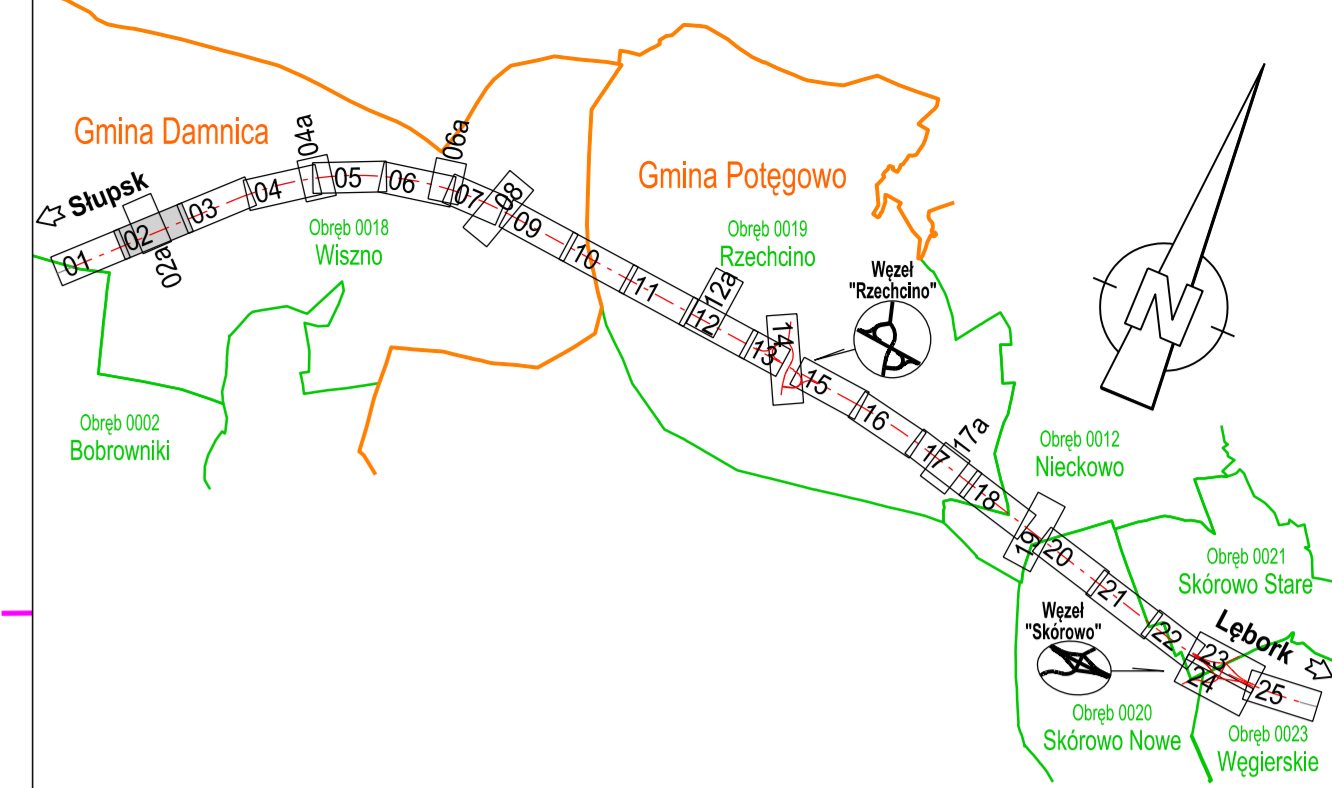 Gmina Damnica
Słupsk
01
02
02a
03
04
04a
05
06
06a
07
08
09
10
11
12
12a
13
14
15
16
17
17a
18
19
20
21
22
23
24
25
Obręb 0018
Wiszno
Obręb 0002
Bobrowniki
Gmina Potęgowo
Obręb 0019
Rzechcino
Węzeł
"Rzechcino"
N
Obręb 0012
Nieckowo
Obręb 0021
Skórowo Stare
Węzeł
"Skórowo"
Lębork
Obręb 0020
Skórowo Nowe
Obręb 0023
Węgierskie